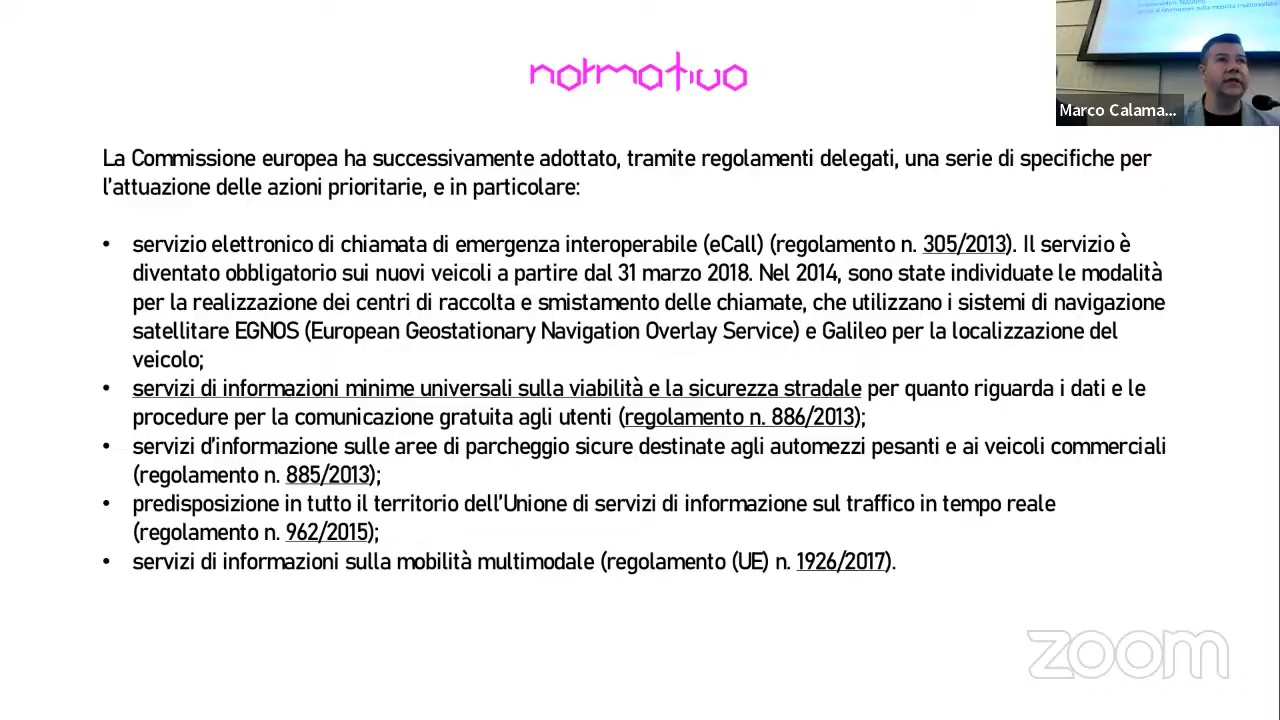 normativa
Marco Calama...
La Commissione europea ha successivamente adottato, tramite regolamenti delegati, una serie di specifiche per
l'attuazione delle azioni prioritarie, e in particolare:
• servizio elettronico di chiamata di emergenza interoperabile (eCall) (regolamento n. 305/2013). Il servizio è
diventato obbligatorio sui nuovi veicoli a partire dal 31 marzo 2018. Nel 2014, sono state individuate le modalità
per la realizzazione dei centri di raccolta e smistamento delle chiamate, che utilizzano i sistemi di navigazione
satellitare EGNOS (European Geostationary Navigation Overlay Service) e Galileo per la localizzazione del
veicolo;
• servizi di informazioni minime universali sulla viabilità e la sicurezza stradale per quanto riguarda i dati e le
procedure per la comunicazione gratuita agli utenti (regolamento n. 886/2013);
• servizi d'informazione sulle aree di parcheggio sicure destinate agli automezzi pesanti e ai veicoli commerciali
(regolamento n. 885/2013);
• predisposizione in tutto il territorio dell'Unione di servizi di informazione sul traffico in tempo reale
(regolamento n. 962/2015);
• servizi di informazioni sulla mobilità multimodale (regolamento (UE) n. 1926/2017).
zoom